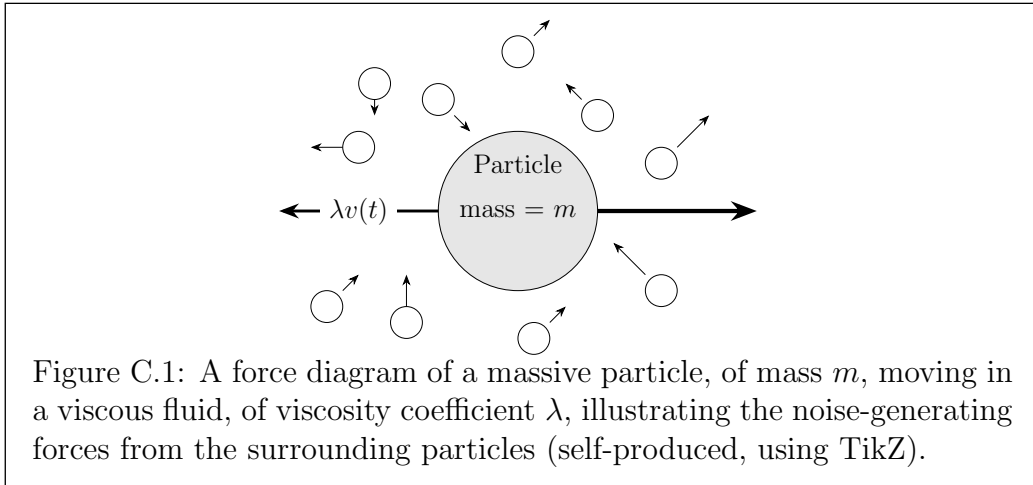 Particle
λv(t)
mass = m
Figure C.1: A force diagram of a massive particle, of mass m, moving in
a viscous fluid, of viscosity coefficient λ, illustrating the noise-generating
forces from the surrounding particles (self-produced, using TikZ).